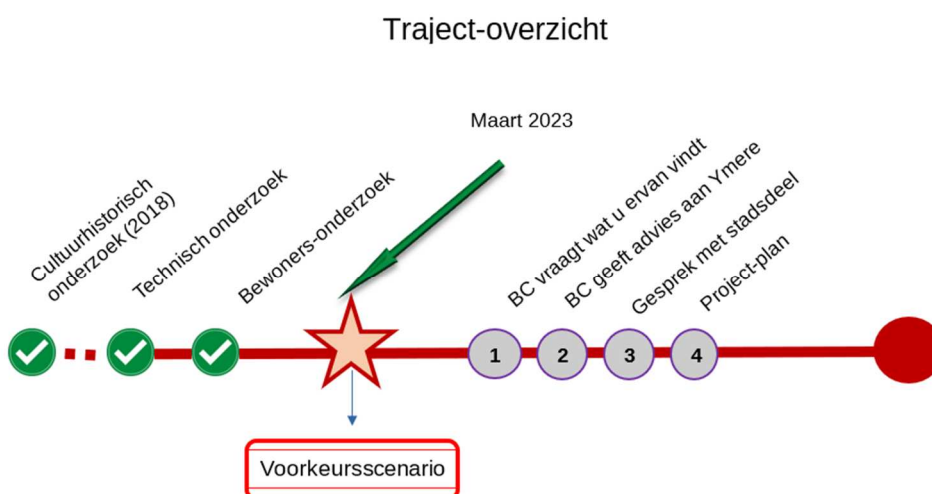 Traject-overzicht
Maart 2023
Cultuurhistorisch
onderzoek (2018)
Technisch onderzoek
Bewoners-onderzoek
BC vraagt wat u ervan vindt
BC geeft advies aan Ymere
Gesprek met stadsdeel
Project-plan
1
2
3
4
Voorkeursscenario